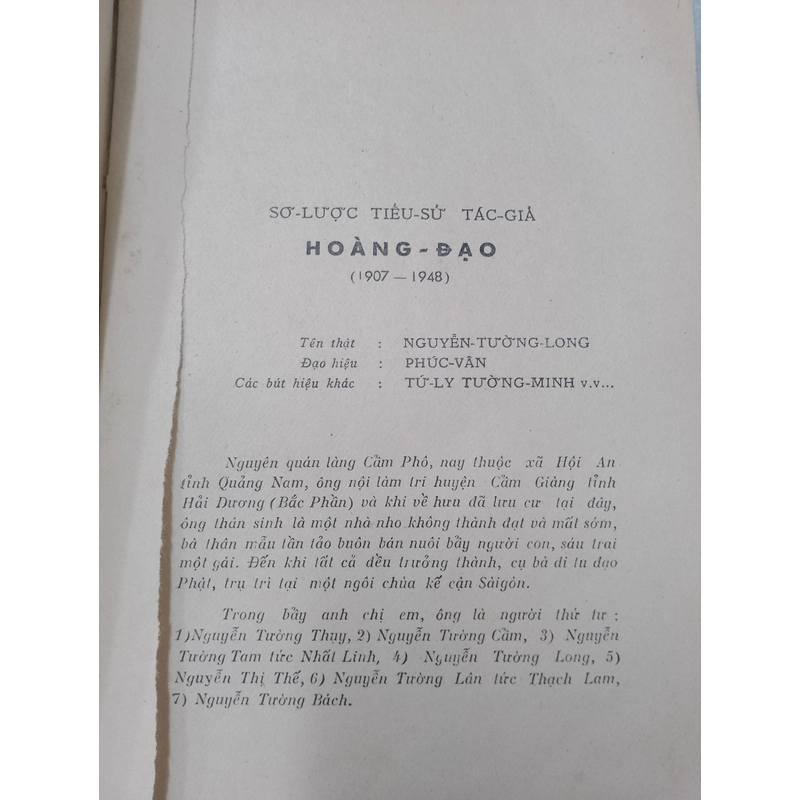 SƠ-LƯỢC TIỂU-SỬ TÁC-GIẢ
HOÀNG-ĐẠO
(1907 — 1948)
Tên thật : NGUYỄN-TƯỜNG-LONG
Đạo hiệu : PHÚC-VÂN
Các bút hiệu khác : TỨ-LY TƯỜNG-MINH v.v...
Nguyên quán làng Cẩm Phô, nay thuộc xã Hội An
tỉnh Quảng Nam, ông nội làm tri huyện Cẩm Giàng tỉnh
Hải Dương (Bắc Phần) và khi về hưu đã lưu cư tại đây,
ông thân sinh là một nhà nho không thành đạt và mất sớm,
bà thân mẫu tần tảo buôn bán nuôi bầy người con, sáu trai
một gái. Đến khi tất cả đều trưởng thành, cụ bà đi tu đạo
Phật, trụ trì tại một ngôi chùa kế cận Sàigòn.
Trong bầy anh chị em, ông là người thứ tư :
1)Nguyễn Tường Thụy, 2) Nguyễn Tường Cẩm, 3) Nguyễn
Tường Tam tức Nhất Linh, 4) Nguyễn Tường Long, 5)
Nguyễn Thị Thế, 6) Nguyễn Tường Lân tức Thạch Lam,
7) Nguyễn Tường Bách.